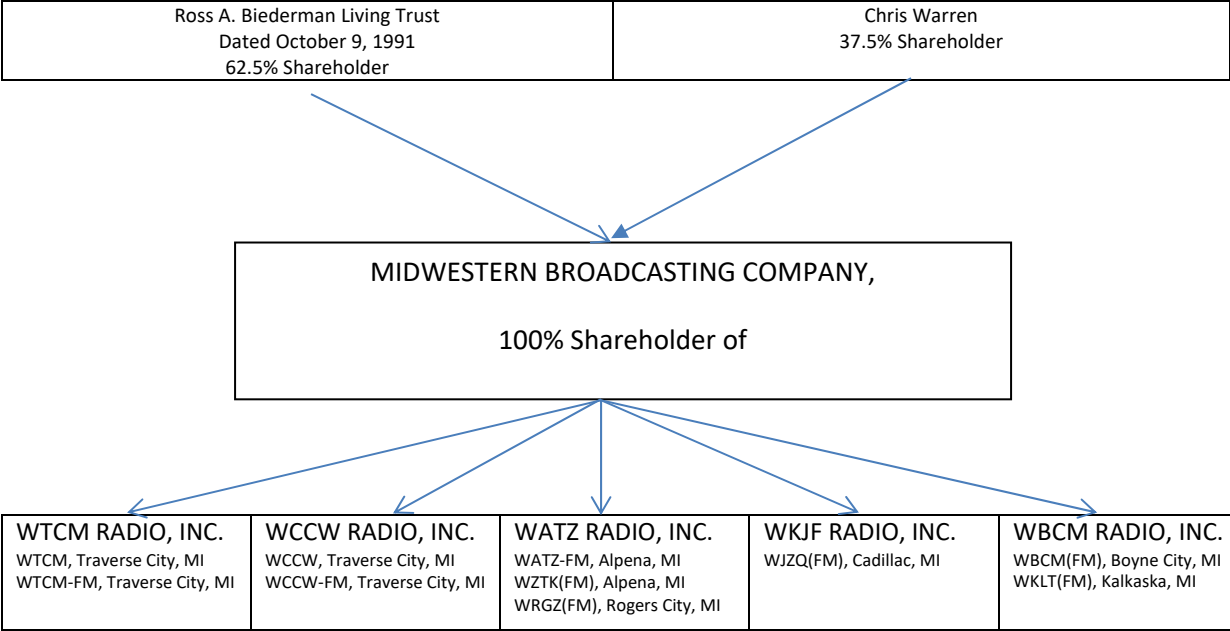 Ross A. Biederman Living Trust
Dated October 9, 1991
62.5% Shareholder
Chris Warren
37.5% Shareholder
MIDWESTERN BROADCASTING COMPANY,
100% Shareholder of
WTCM RADIO, INC.
WTCM, Traverse City, MI
WTCM-FM, Traverse City, MI
WCCW RADIO, INC.
WCCW, Traverse City, MI
WCCW-FM, Traverse City, MI
WATZ RADIO, INC.
WATZ-FM, Alpena, MI
WZTK(FM), Alpena, MI
WRGZ(FM), Rogers City, MI
WKJF RADIO, INC.
WJZQ(FM), Cadillac, MI
WBCM RADIO, INC.
WBCM(FM), Boyne City, MI
WKLT(FM), Kalkaska, MI